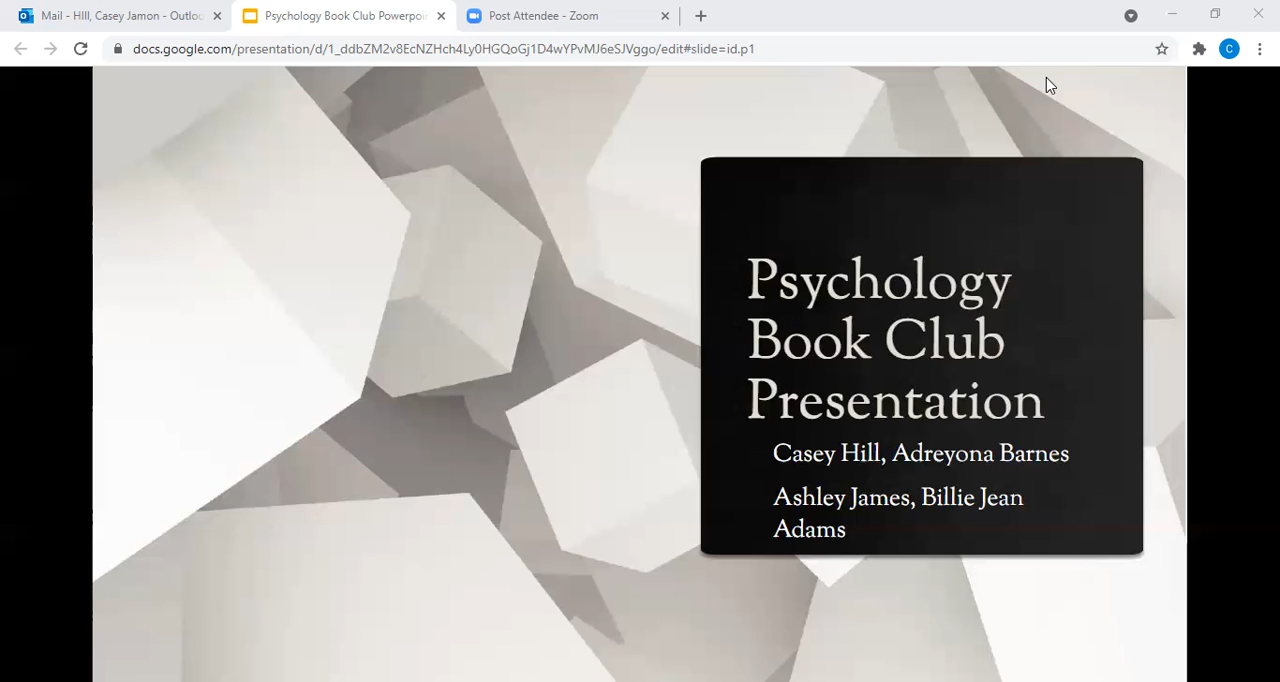 Mail - HIll, Casey Jamon - Outloo
Psychology Book Club Powerpoi
Post Attendee - Zoom
docs.google.com/presentation/d/1_ddbZM2v8EcNZHch4Ly0HGQoGj1D4wYPvMJ6eSJVggo/edit#slide=id.p1
C
Psychology
Book Club
Presentation
Casey Hill, Adreyona Barnes
Ashley James, Billie Jean
Adams